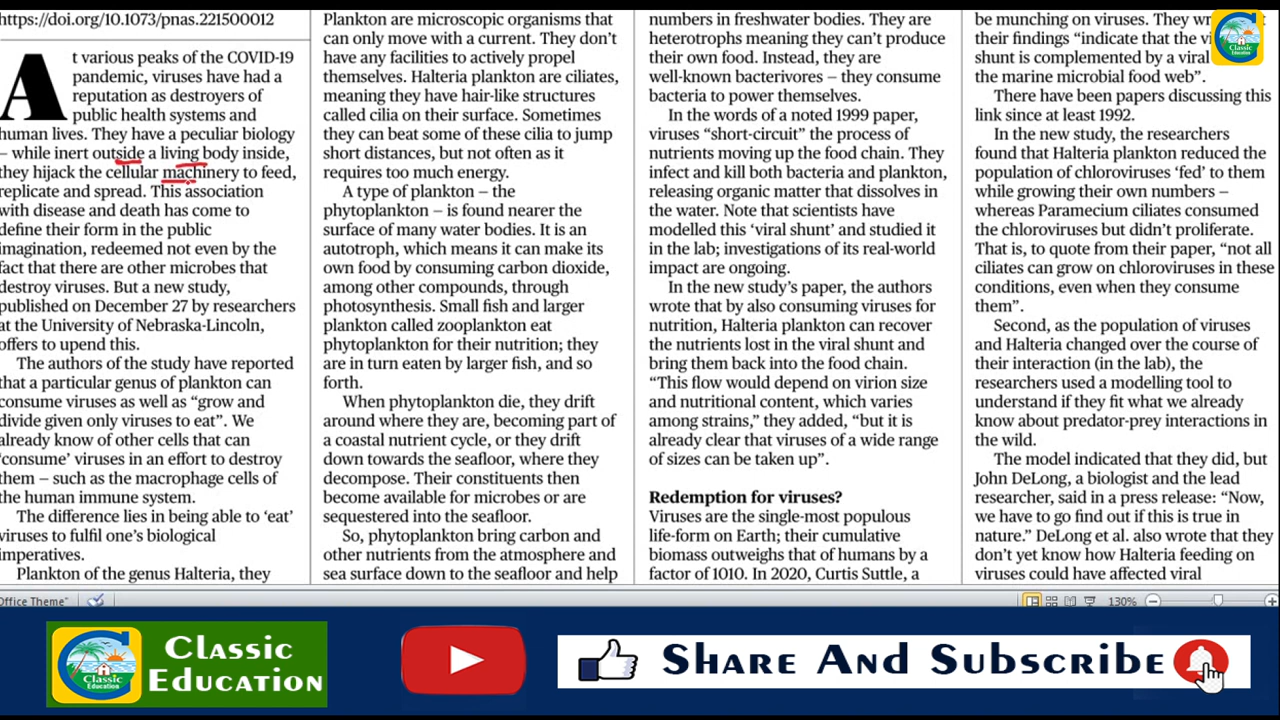 https://doi.org/10.1073/pnas.221500012
At various peaks of the COVID-19
pandemic, viruses have had a
reputation as destroyers of
public health systems and
human lives. They have a peculiar biology
– while inert outside a living body inside,
they hijack the cellular machinery to feed,
replicate and spread. This association
with disease and death has come to
define their form in the public
imagination, redeemed not even by the
fact that there are other microbes that
destroy viruses. But a new study,
published on December 27 by researchers
at the University of Nebraska-Lincoln,
offers to upend this.
The authors of the study have reported
that a particular genus of plankton can
consume viruses as well as “grow and
divide given only viruses to eat”. We
already know of other cells that can
‘consume’ viruses in an effort to destroy
them – such as the macrophage cells of
the human immune system.
The difference lies in being able to ‘eat’
viruses to fulfil one’s biological
imperatives.
Plankton of the genus Halteria, they
Plankton are microscopic organisms that
can only move with a current. They don’t
have any facilities to actively propel
themselves. Halteria plankton are ciliates,
meaning they have hair-like structures
called cilia on their surface. Sometimes
they can beat some of these cilia to jump
short distances, but not often as it
requires too much energy.
A type of plankton – the
phytoplankton – is found nearer the
surface of many water bodies. It is an
autotroph, which means it can make its
own food by consuming carbon dioxide,
among other compounds, through
photosynthesis. Small fish and larger
plankton called zooplankton eat
phytoplankton for their nutrition; they
are in turn eaten by larger fish, and so
forth.
When phytoplankton die, they drift
around where they are, becoming part of
a coastal nutrient cycle, or they drift
down towards the seafloor, where they
decompose. Their constituents then
become available for microbes or are
sequestered into the seafloor.
So, phytoplankton bring carbon and
other nutrients from the atmosphere and
sea surface down to the seafloor and help
numbers in freshwater bodies. They are
heterotrophs meaning they can’t produce
their own food. Instead, they are
well-known bacterivores – they consume
bacteria to power themselves.
In the words of a noted 1999 paper,
viruses “short-circuit” the process of
nutrients moving up the food chain. They
infect and kill both bacteria and plankton,
releasing organic matter that dissolves in
the water. Note that scientists have
modelled this ‘viral shunt’ and studied it
in the lab; investigations of its real-world
impact are ongoing.
In the new study’s paper, the authors
wrote that by also consuming viruses for
nutrition, Halteria plankton can recover
the nutrients lost in the viral shunt and
bring them back into the food chain.
“This flow would depend on virion size
and nutritional content, which varies
among strains,” they added, “but it is
already clear that viruses of a wide range
of sizes can be taken up”.
Redemption for viruses?
Viruses are the single-most populous
life-form on Earth; their cumulative
biomass outweighs that of humans by a
factor of 1010. In 2020, Curtis Suttle, a
be munching on viruses. They
their findings “indicate that the
shunt is complemented by a viral
the marine microbial food web”.
There have been papers discussing this
link since at least 1992.
In the new study, the researchers
found that Halteria plankton reduced the
population of chloroviruses ‘fed’ to them
while growing their own numbers –
whereas Paramecium ciliates consumed
the chloroviruses but didn’t proliferate.
That is, to quote from their paper, “not all
ciliates can grow on chloroviruses in these
conditions, even when they consume
them”.
Second, as the population of viruses
and Halteria changed over the course of
their interaction (in the lab), the
researchers used a modelling tool to
understand if they fit what we already
know about predator-prey interactions in
the wild.
The model indicated that they did, but
John DeLong, a biologist and the lead
researcher, said in a press release: “Now,
we have to go find out if this is true in
nature.” DeLong et al. also wrote that they
don’t yet know how Halteria feeding on
viruses could have affected viral
Classic
Education
Office Theme"
130%
Classic
Education
Classic
Education
Share And Subscribe